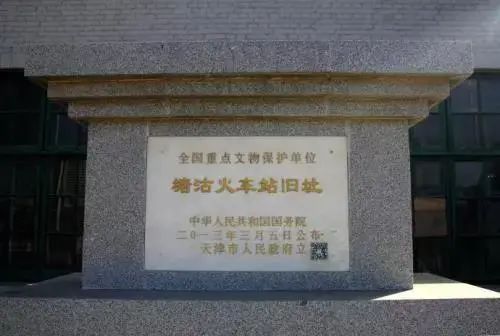 全国重点文物保护单位
塘沽火车站旧址
中华人民共和国国务院
二〇一三年三月五日公布
天津市人民政府立